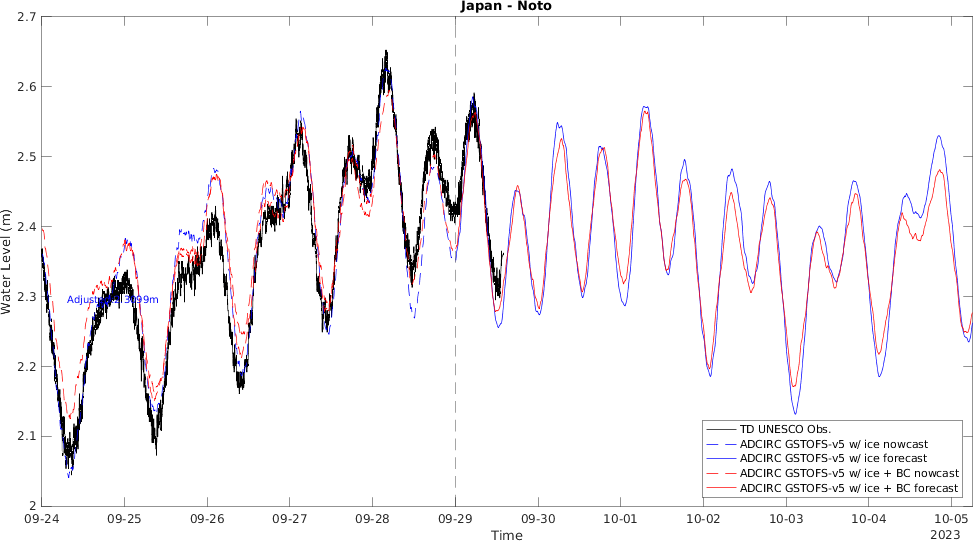 Japan - Noto
2.7
2.6
2.5
2.4
2.3
2.2
2.1
2
Water Level (m)
09-24
09-25
09-26
09-27
09-28
09-29
09-30
10-01
10-02
10-03
10-04
10-05
2023
Time
TD UNESCO Obs.
ADCIRC GSTOFS-v5 w/ ice nowcast
ADCIRC GSTOFS-v5 w/ ice forecast
ADCIRC GSTOFS-v5 w/ ice + BC nowcast
ADCIRC GSTOFS-v5 w/ ice + BC forecast